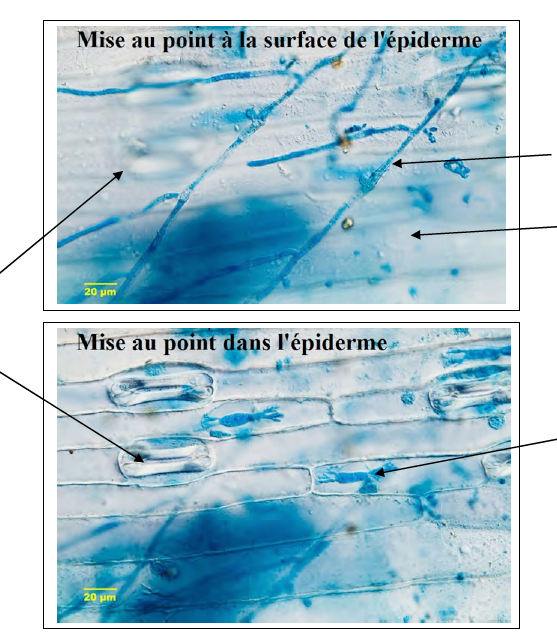 Mise au point à la surface de l'épiderme
20 µm
Mise au point dans l'épiderme
20 µm